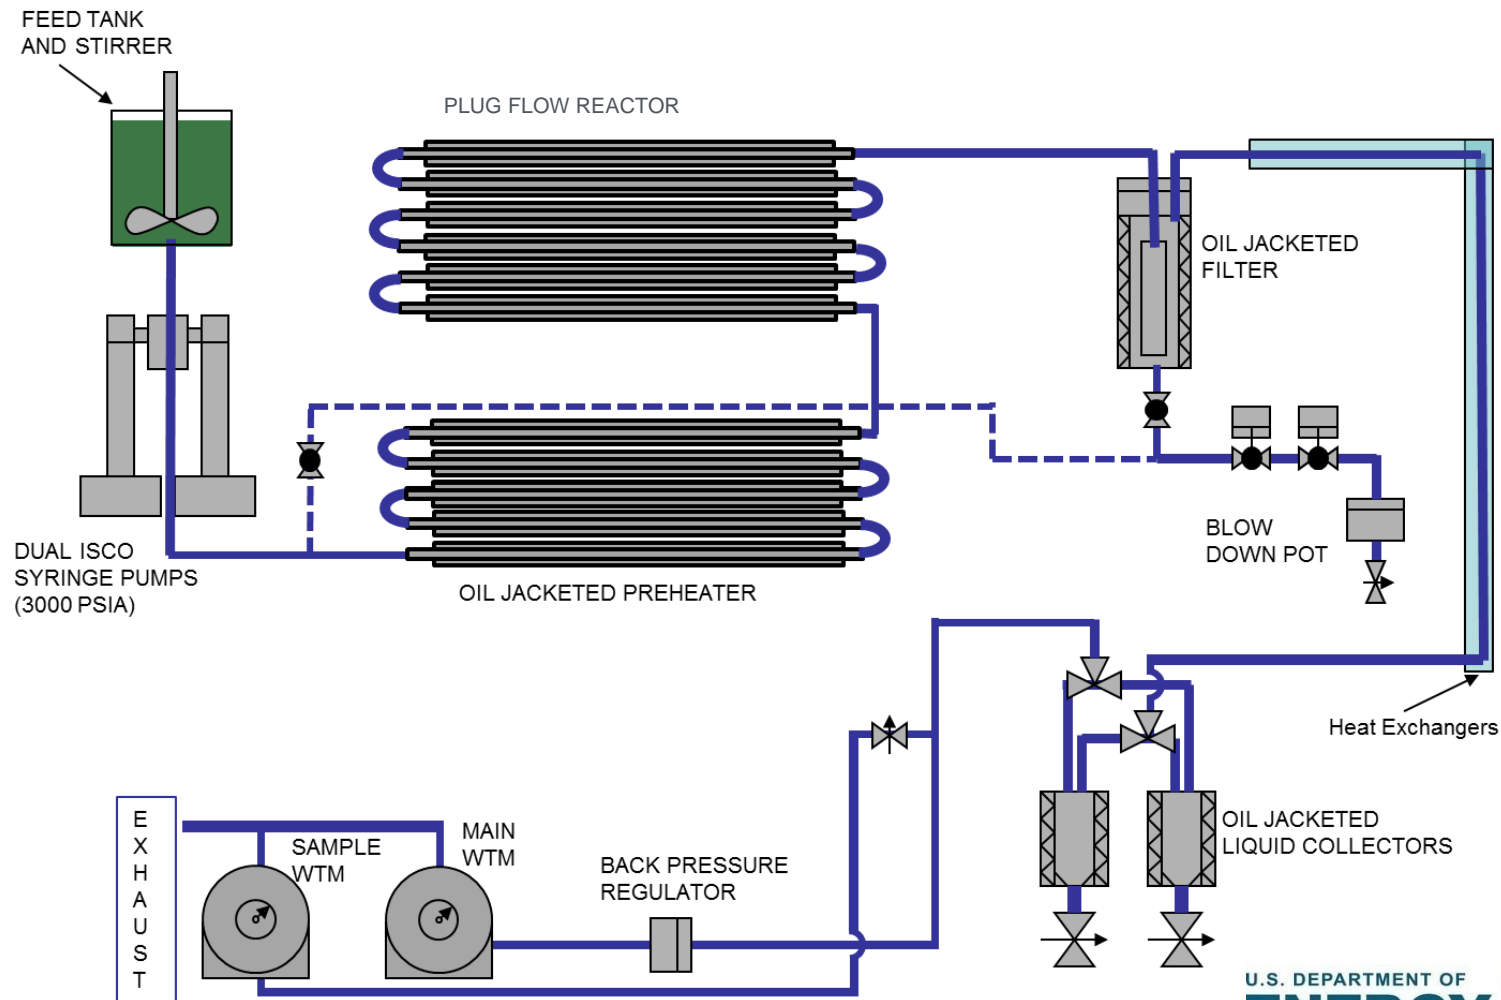 FEED TANK
AND STIRRER
PLUG FLOW REACTOR
OIL JACKETED
FILTER
DUAL ISCO
SYRINGE PUMPS
(3000 PSIA)
OIL JACKETED PREHEATER
BLOW
DOWN POT
Heat Exchangers
OIL JACKETED
LIQUID COLLECTORS
BACK PRESSURE
REGULATOR
MAIN
WTM
SAMPLE
WTM
E
X
H
A
U
S
T
U.S. DEPARTMENT OF
ENERGY